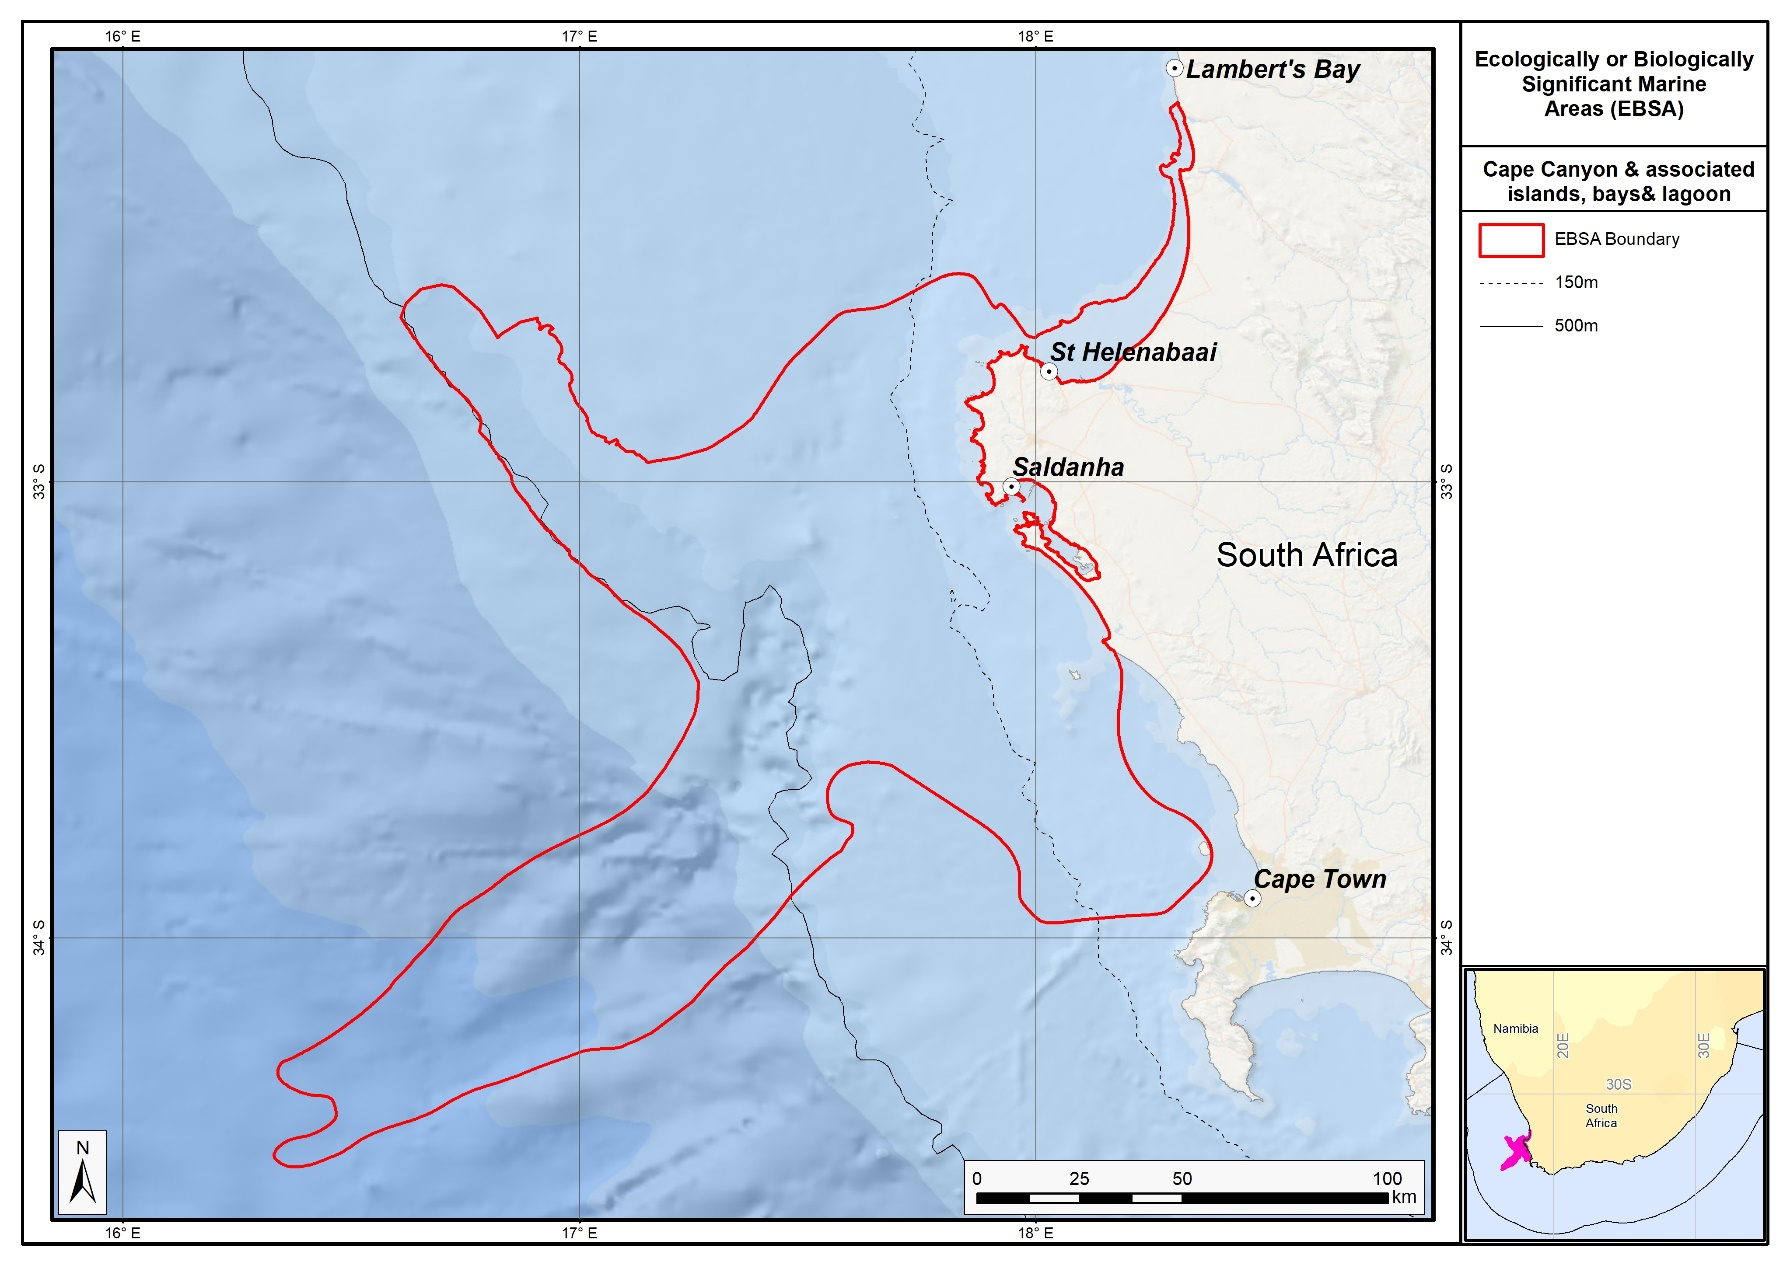 16° E
17° E
18° E
Lambert's Bay
St Helenabaai
Saldanha
South Africa
Cape Town
33° S
33° S
34° S
34° S
N
0
25
50
100
km
16° E
17° E
18° E
Ecologically or Biologically
Significant Marine
Areas (EBSA)
Cape Canyon & associated
islands, bays& lagoon
EBSA Boundary
150m
500m
Namibia
20E
30E
30S
South
Africa